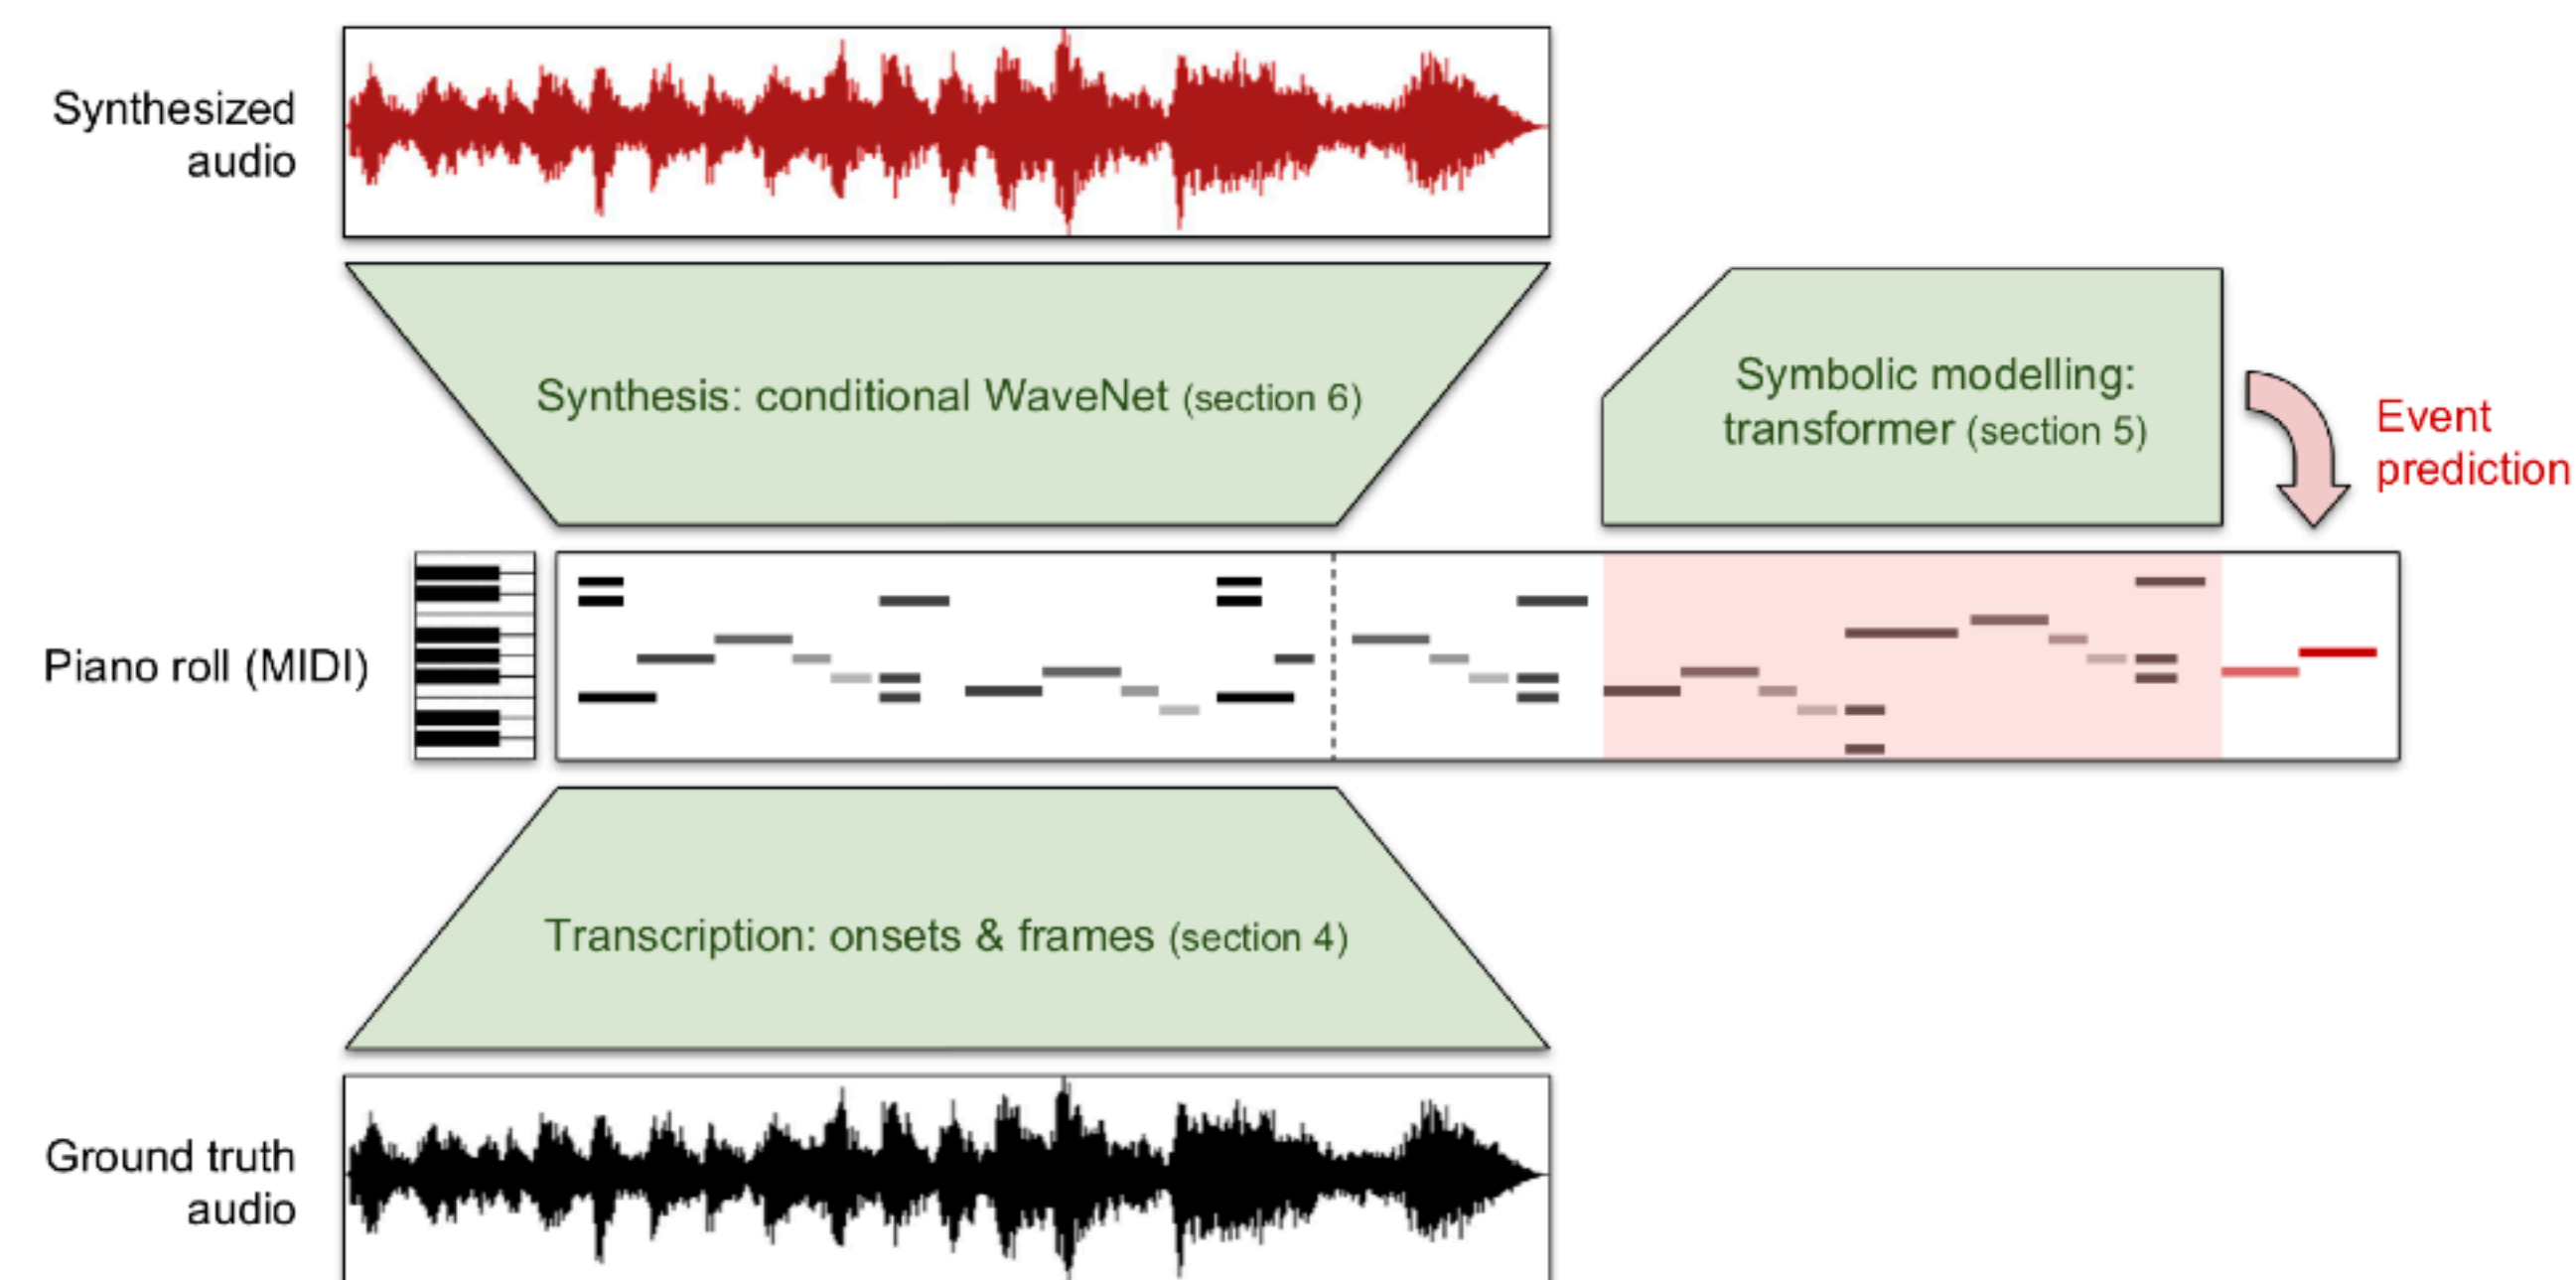 Synthesized
audio
Synthesis: conditional WaveNet (section 6)
Symbolic modelling:
transformer (section 5)
Event
prediction
Piano roll (MIDI)
Transcription: onsets & frames (section 4)
Ground truth
audio